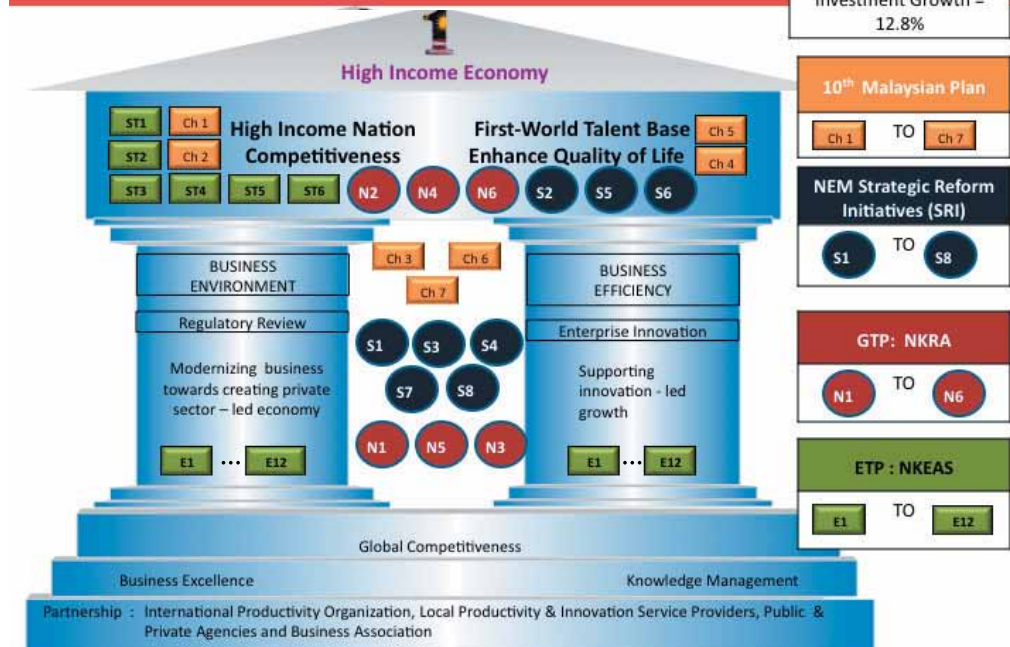 Investment Growth =
12.8%
1
High Income Economy
ST1 Ch 1
ST2 Ch 2
ST3 ST4 ST5 ST6
High Income Nation
Competitiveness
First-World Talent Base
Enhance Quality of Life
Ch 5
Ch 4
N2 N4 N6 S2 S5 S6
BUSINESS
ENVIRONMENT
Regulatory Review
Modernizing business
towards creating private
sector – led economy
E1 ... E12
Ch 3 Ch 6
Ch 7
S1 S3 S4
S7 S8
N1 N5 N3
BUSINESS
EFFICIENCY
Enterprise Innovation
Supporting
innovation - led
growth
E1 ... E12
Global Competitiveness
Business Excellence Knowledge Management
Partnership : International Productivity Organization, Local Productivity & Innovation Service Providers, Public &
Private Agencies and Business Association
10th Malaysian Plan
Ch 1 TO Ch 7
NEM Strategic Reform
Initiatives (SRI)
S1 TO S8
GTP: NKRA
N1 TO N6
ETP : NKEAS
E1 TO E12